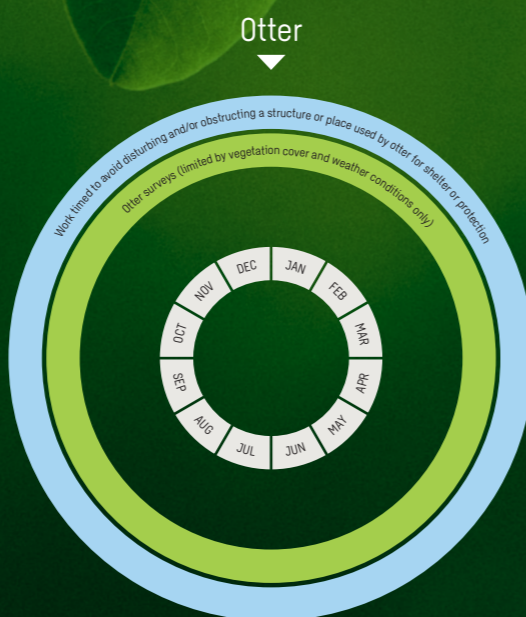 Otter
Work timed to avoid disturbing and/or obstructing a structure or place used by otter for shelter or protection
Otter surveys (limited by vegetation cover and weather conditions only)
JAN
FEB
MAR
APR
MAY
JUN
JUL
AUG
SEP
OCT
NOV
DEC